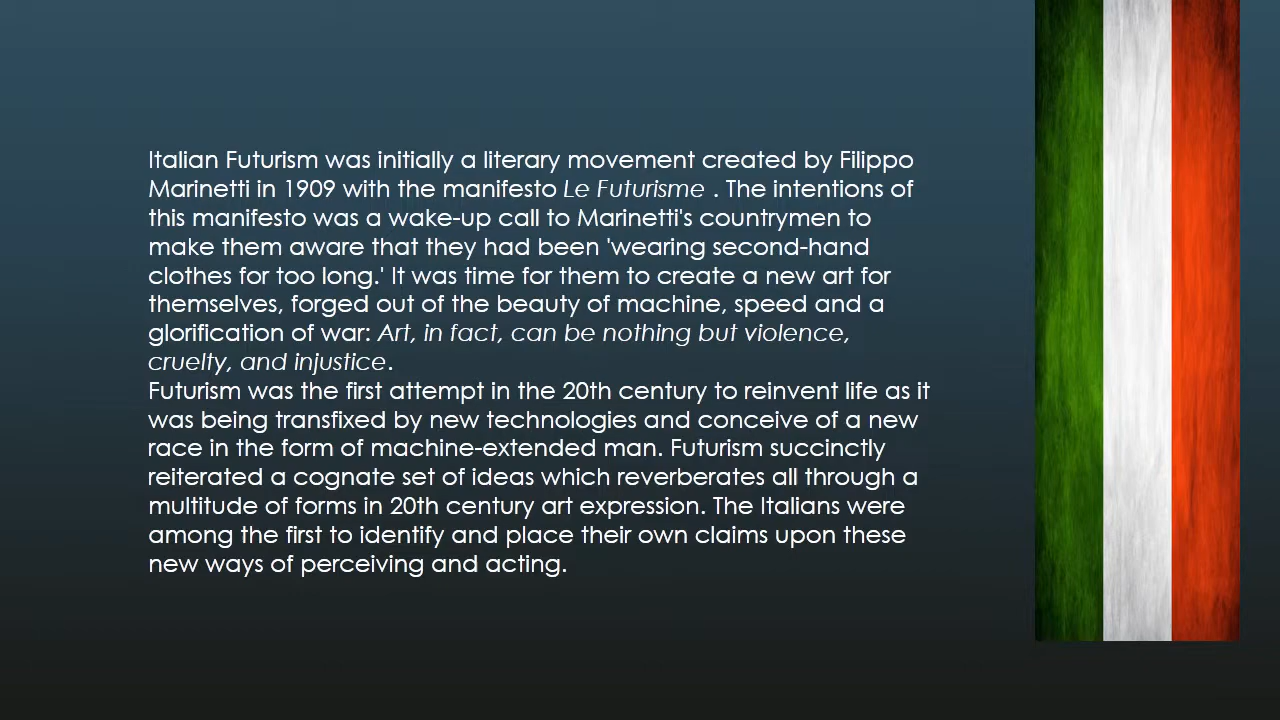 Italian Futurism was initially a literary movement created by Filippo
Marinetti in 1909 with the manifesto Le Futurisme . The intentions of
this manifesto was a wake-up call to Marinetti's countrymen to
make them aware that they had been 'wearing second-hand
clothes for too long.' It was time for them to create a new art for
themselves, forged out of the beauty of machine, speed and a
glorification of war: Art, in fact, can be nothing but violence,
cruelty, and injustice.
Futurism was the first attempt in the 20th century to reinvent life as it
was being transfixed by new technologies and conceive of a new
race in the form of machine-extended man. Futurism succinctly
reiterated a cognate set of ideas which reverberates all through a
multitude of forms in 20th century art expression. The Italians were
among the first to identify and place their own claims upon these
new ways of perceiving and acting.